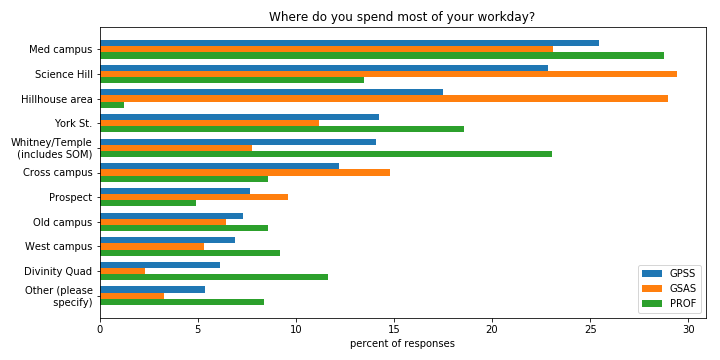 Where do you spend most of your workday?
Med campus
Science Hill
Hillhouse area
York St.
Whitney/Temple
(includes SOM)
Cross campus
Prospect
Old campus
West campus
Divinity Quad
Other (please
specify)
GPSS
GSAS
PROF
0 5 10 15 20 25 30
percent of responses